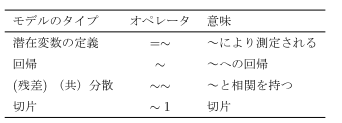 モデルのタイプ オペレータ 意味
潜在変数の定義 =∼ ∼により測定される
回帰 ∼ ∼への回帰
(残差) （共）分散 ∼∼ ∼と相関を持つ
切片 ∼ 1 切片